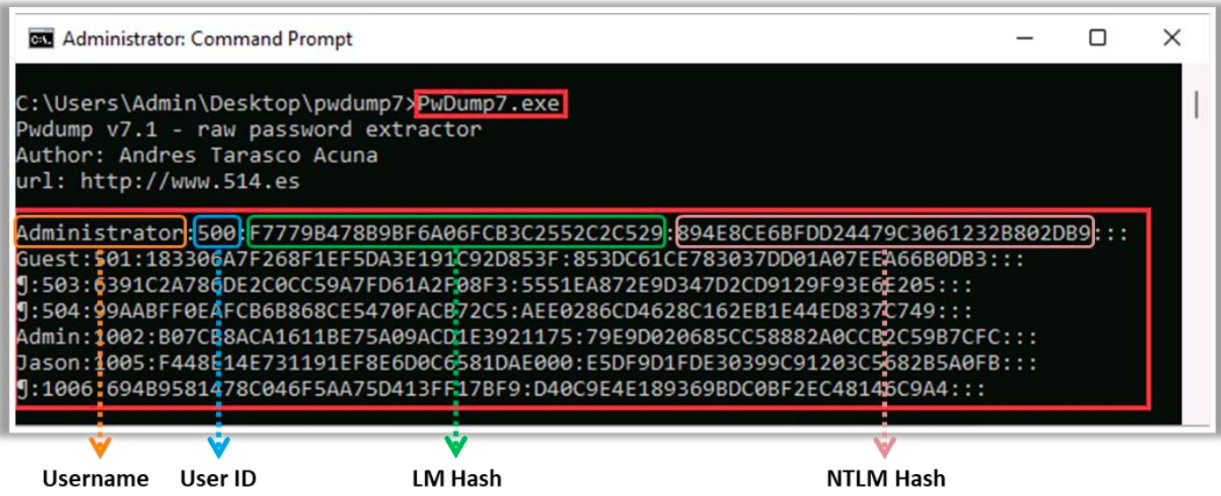 Administrator: Command Prompt
C:\Users\Admin\Desktop\pwdump7>PwDump7.exe
Pwdump v7.1 - raw password extractor
Author: Andres Tarasco Acuna
url: http://www.514.es
Administrator:500:F7779B478B9BF6A06FCB3C2552C2C529:894E8CE6BFDD24479C3061232B802DB9:::
Guest:501:183306A7F268F1EF5DA3E191C92D853F:853DC61CE783037DD01A07EEA66B0DB3:::
¶:503:6391C2A786DE2C0CC59A7FD61A2F08F3:5551EA872E9D347D2CD9129F93E6E205:::
¶:504:99AABFF0EAFCB6B868CE5470FACB72C5:AEE0286CD4628C162EB1E44ED837C749:::
Admin:1002:B07CB8ACA1611BE75A09ACD1E3921175:79E9D020685CC58882A0CCB2C59B7CFC:::
Jason:1005:F448E14E731191EF8E6D0C6581DAE000:E5DF9D1FDE30399C91203C5682B5A0FB:::
¶:1006:694B9581478C046F5AA75D413FF17BF9:D40C9E4E189369BDC0BF2EC48145C9A4:::
Username User ID LM Hash NTLM Hash